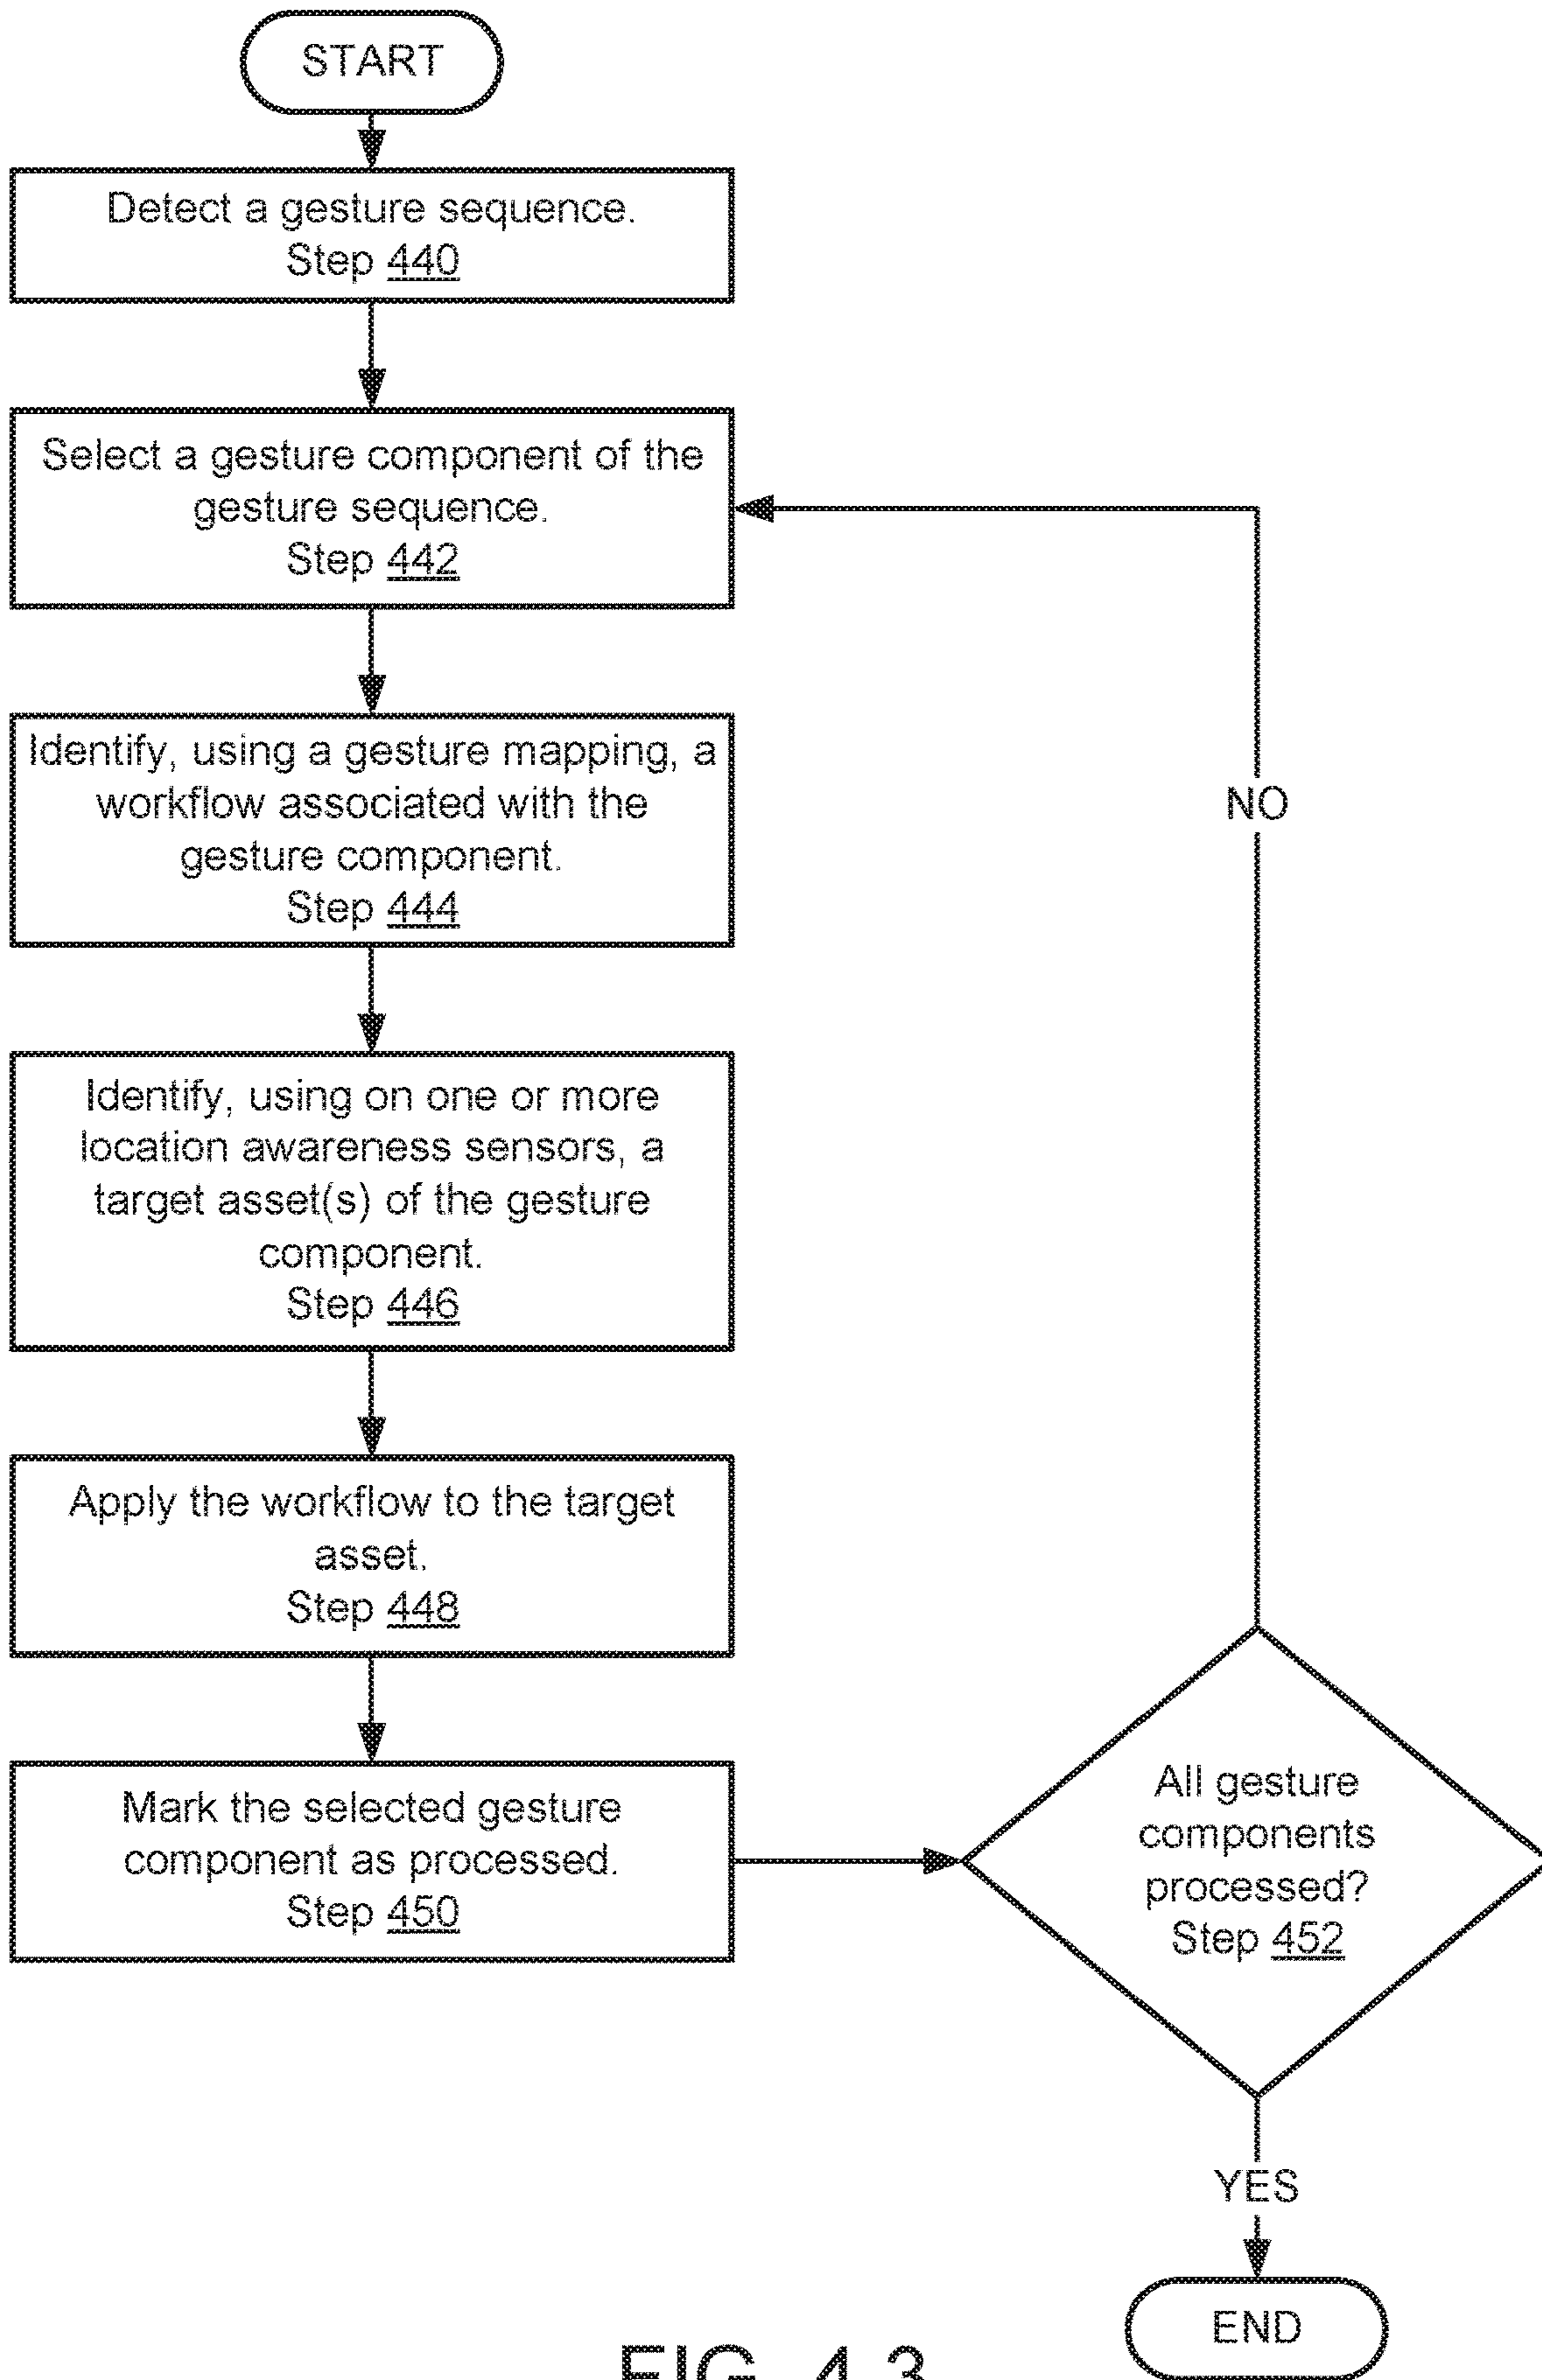 START
Detect a gesture sequence.
Step 440
Select a gesture component of the
gesture sequence.
Step 442
Identify, using a gesture mapping, a
workflow associated with the
gesture component.
Step 444
Identify, using on one or more
location awareness sensors, a
target asset(s) of the gesture
component.
Step 446
Apply the workflow to the target
asset.
Step 448
Mark the selected gesture
component as processed.
Step 450
All gesture
components
processed?
Step 452
NO
YES
END
FIG. 4.3